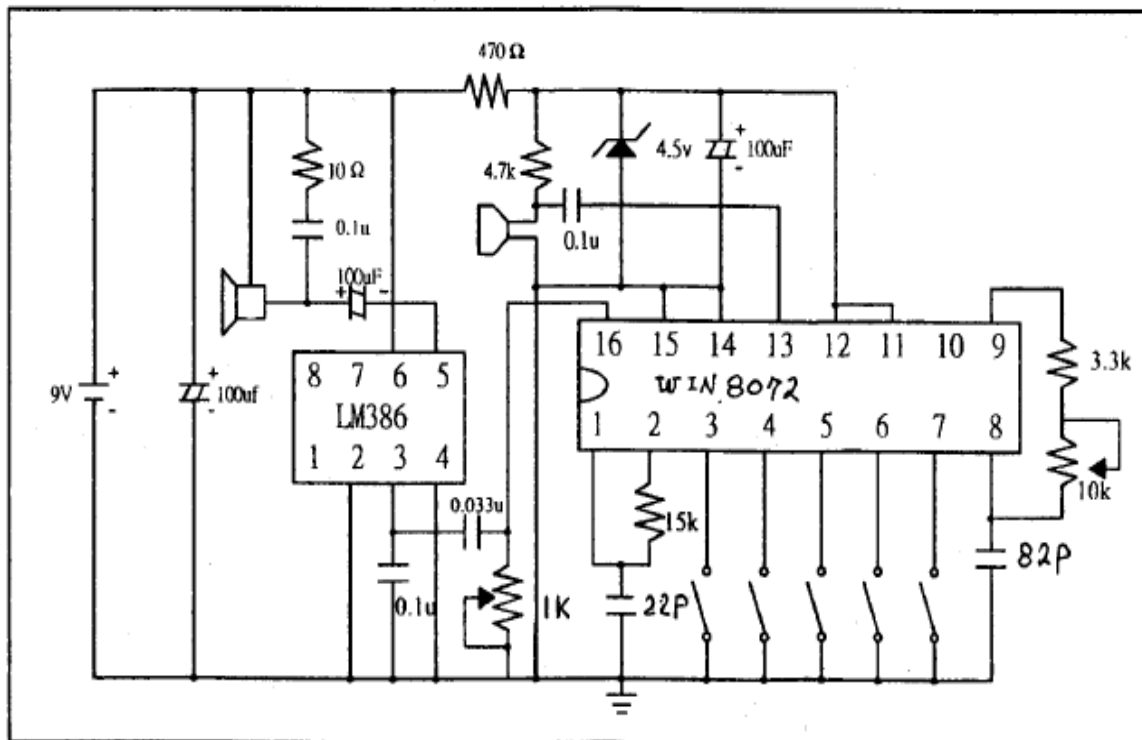 470 Ω
10 Ω
4.7k
4.5v
+
100uF
-
0.1u
0.1u
100uF
+ -
16 15 14 13 12 11 10 9
3.3k
8 7 6 5
WIN 8072
9V
+
-
+
100uf
-
LM386
1 2 3 4 5 6 7 8
1 2 3 4
10k
0.033u
15k
82P
0.1u
1K
22P